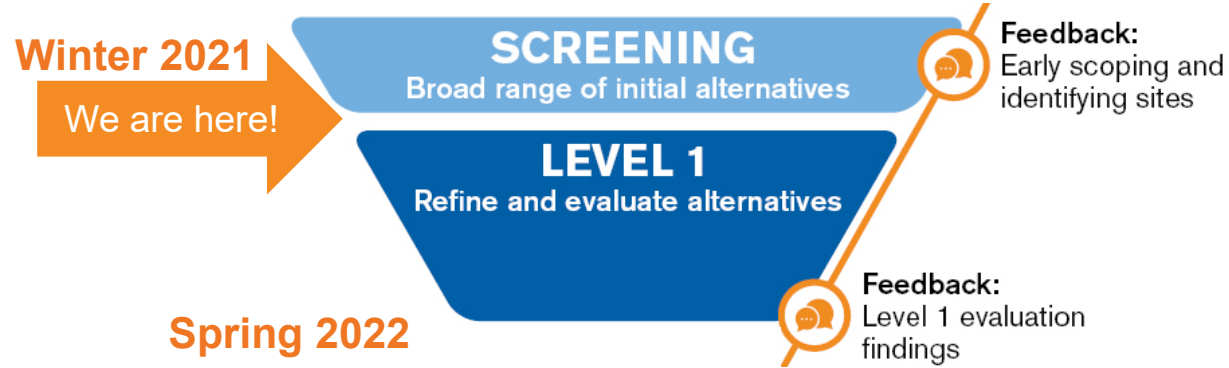 Winter 2021
We are here!
SCREENING
Broad range of initial alternatives
Feedback:
Early scoping and
identifying sites
LEVEL 1
Refine and evaluate alternatives
Spring 2022
Feedback:
Level 1 evaluation
findings